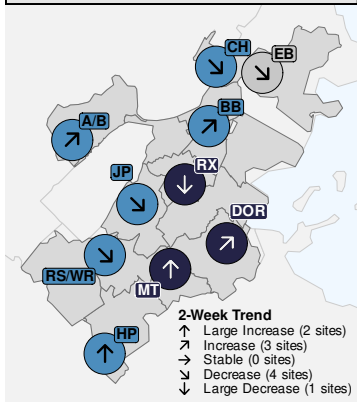 CH
EB
BB
A/B
RX
JP
DOR
RS/WR
MT
HP
2-Week Trend
↑ Large Increase (2 sites)
↗ Increase (3 sites)
→ Stable (0 sites)
↘ Decrease (4 sites)
↓ Large Decrease (1 sites)